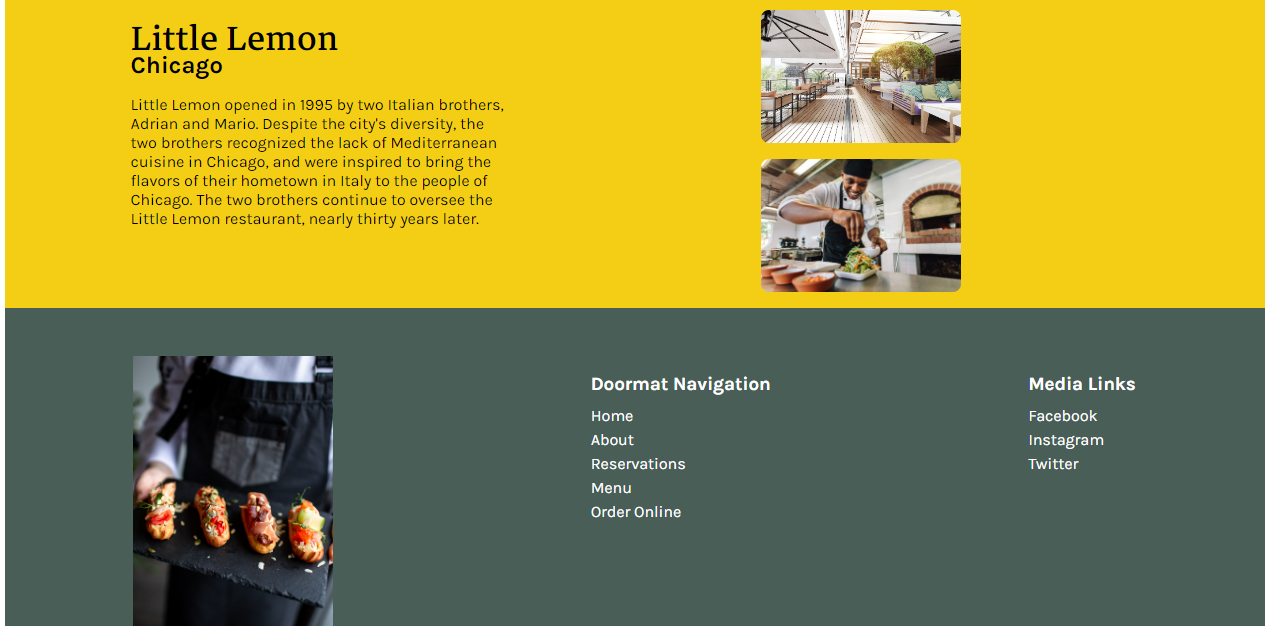 Little Lemon
Chicago
Little Lemon opened in 1995 by two Italian brothers,
Adrian and Mario. Despite the city's diversity, the
two brothers recognized the lack of Mediterranean
cuisine in Chicago, and were inspired to bring the
flavors of their hometown in Italy to the people of
Chicago. The two brothers continue to oversee the
Little Lemon restaurant, nearly thirty years later.
Doormat Navigation
Home
About
Reservations
Menu
Order Online
Media Links
Facebook
Instagram
Twitter